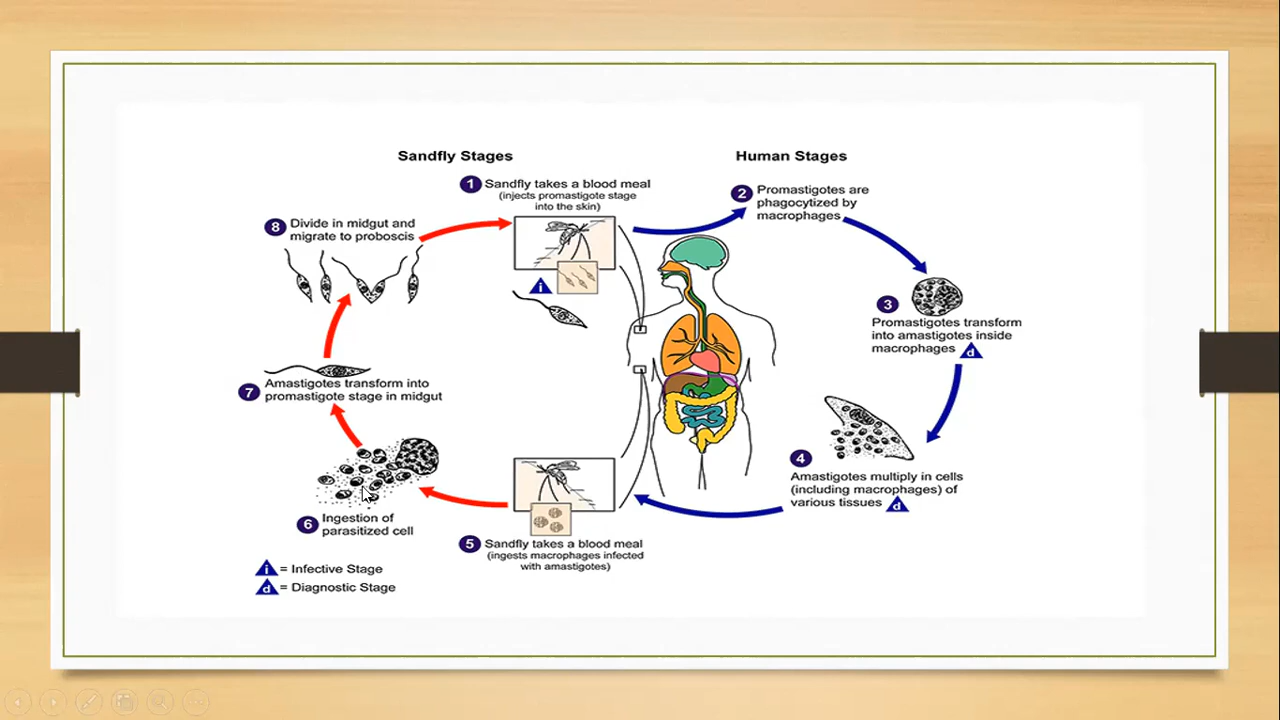 Sandfly Stages
Human Stages
1 Sandfly takes a blood meal
(injects promastigote stage
into the skin)
i
2 Promastigotes are
phagocytized by
macrophages
3
Promastigotes transform
into amastigotes inside
macrophages d
4
Amastigotes multiply in cells
(including macrophages) of
various tissues d
5 Sandfly takes a blood meal
(ingests macrophages infected
with amastigotes)
6 Ingestion of
parasitized cell
7 Amastigotes transform into
promastigote stage in midgut
8 Divide in midgut and
migrate to proboscis
i = Infective Stage
d = Diagnostic Stage